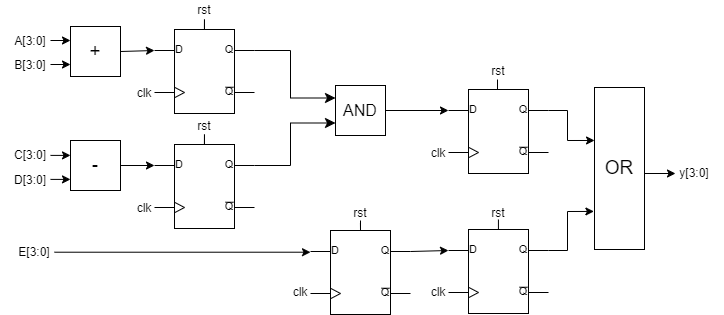 rst
A[3:0]
B[3:0]
+
D
Q
clk
Q̅
rst
C[3:0]
D[3:0]
-
D
Q
clk
Q̅
AND
rst
D
Q
clk
Q̅
OR
y[3:0]
E[3:0]
rst
D
Q
clk
Q̅
rst
D
Q
clk
Q̅